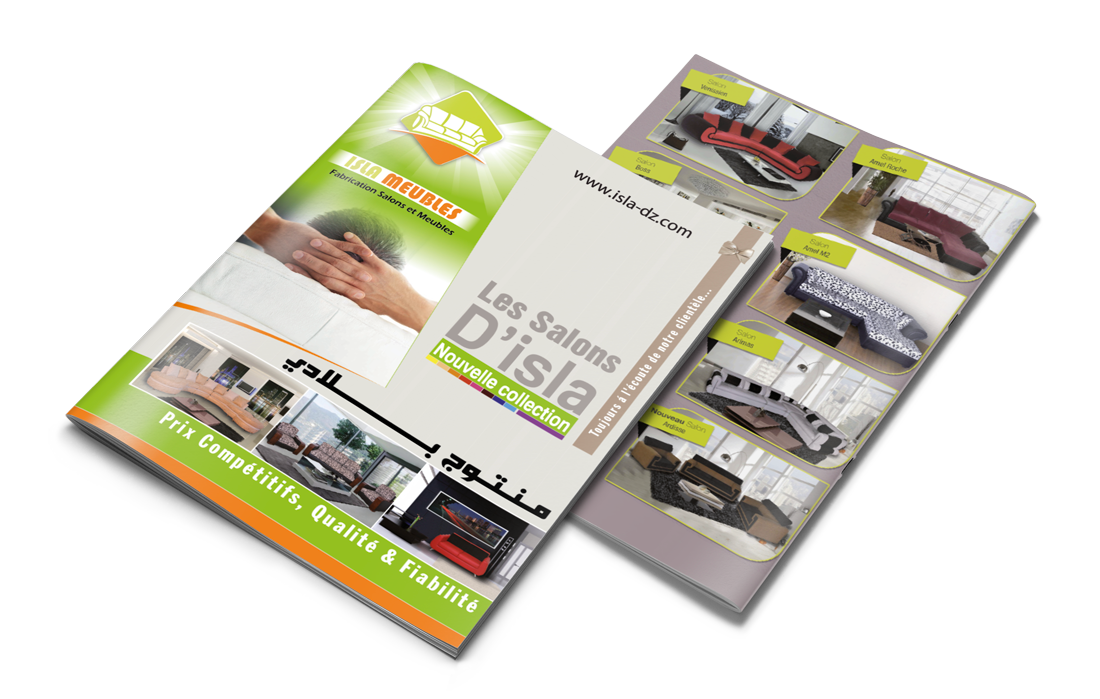 ISLA MEUBLES
Fabrication Salons et Meubles
www.isla-dz.com
Les Salons
D'isla
Nouvelle collection
Toujours á l'écoute de notre clientèle...
منتوج بـــلادي
Prix Compétitifs, Qualité & Fiabilité
Salon
Salon
Salon
Amel Roche
Salon
Amel M2
Salon
Nouveau Salon